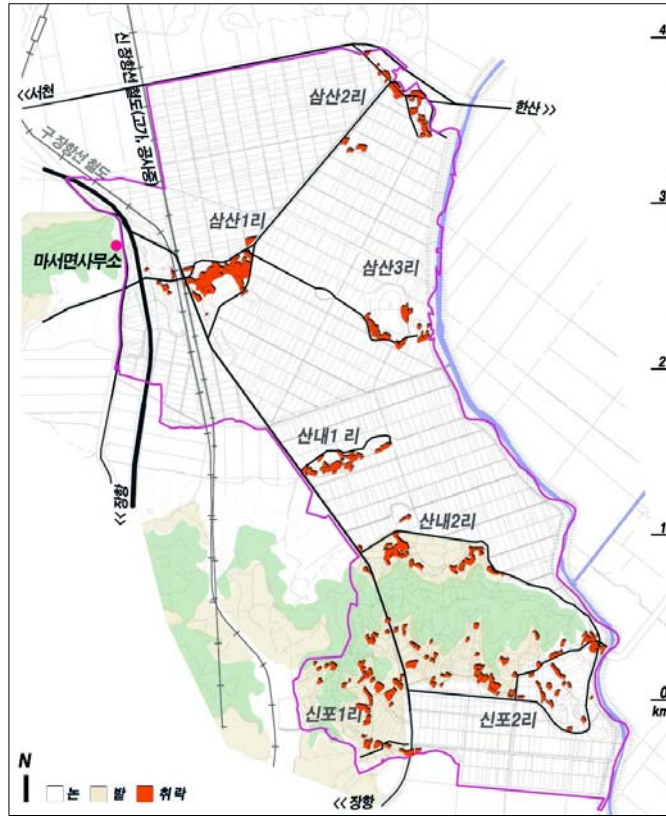 4
<<서천
신 장항선 철도(고가, 공사중)
구 장항선 철도
삼산2리
한산 >>
3
삼산1리
마서면사무소
삼산3리
2
산내1 리
<< 장항
산내2리
1
0
km
신포1리
신포2리
N
논 밭 취락
<< 장항